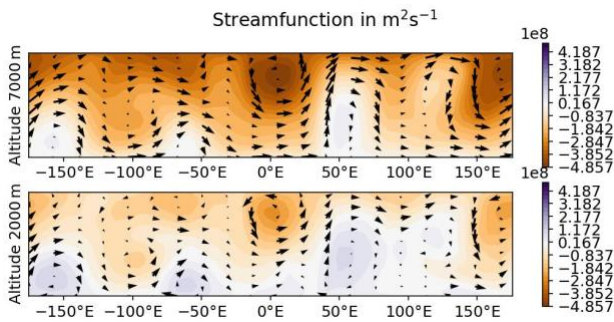 Streamfunction in m²s⁻¹
1e8
Altitude 7000 m
4.187
3.182
2.177
1.172
0.167
-0.837
-1.842
-2.847
-3.852
-4.857
-150°E -100°E -50°E 0°E 50°E 100°E 150°E
1e8
Altitude 2000 m
4.187
3.182
2.177
1.172
0.167
-0.837
-1.842
-2.847
-3.852
-4.857
-150°E -100°E -50°E 0°E 50°E 100°E 150°E